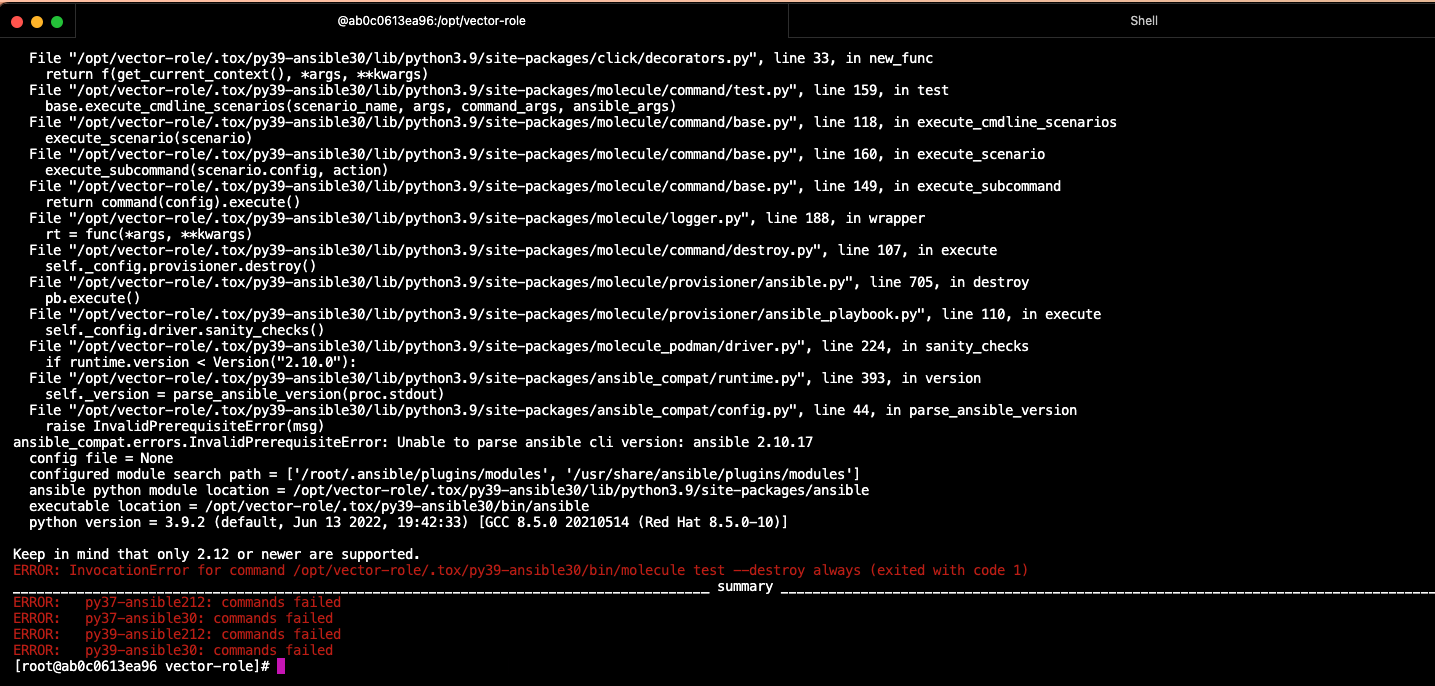 @ab0c0613ea96:/opt/vector-role
Shell
File "/opt/vector-role/.tox/py39-ansible30/lib/python3.9/site-packages/click/decorators.py", line 33, in new_func
return f(get_current_context(), *args, **kwargs)
File "/opt/vector-role/.tox/py39-ansible30/lib/python3.9/site-packages/molecule/command/test.py", line 159, in test
base.execute_cmdline_scenarios(scenario_name, args, command_args, ansible_args)
File "/opt/vector-role/.tox/py39-ansible30/lib/python3.9/site-packages/molecule/command/base.py", line 118, in execute_cmdline_scenarios
execute_scenario(scenario)
File "/opt/vector-role/.tox/py39-ansible30/lib/python3.9/site-packages/molecule/command/base.py", line 160, in execute_scenario
execute_subcommand(scenario.config, action)
File "/opt/vector-role/.tox/py39-ansible30/lib/python3.9/site-packages/molecule/command/base.py", line 149, in execute_subcommand
return command(config).execute()
File "/opt/vector-role/.tox/py39-ansible30/lib/python3.9/site-packages/molecule/logger.py", line 188, in wrapper
rt = func(*args, **kwargs)
File "/opt/vector-role/.tox/py39-ansible30/lib/python3.9/site-packages/molecule/command/destroy.py", line 107, in execute
self._config.provisioner.destroy()
File "/opt/vector-role/.tox/py39-ansible30/lib/python3.9/site-packages/molecule/provisioner/ansible.py", line 705, in destroy
pb.execute()
File "/opt/vector-role/.tox/py39-ansible30/lib/python3.9/site-packages/molecule/provisioner/ansible_playbook.py", line 110, in execute
self._config.driver.sanity_checks()
File "/opt/vector-role/.tox/py39-ansible30/lib/python3.9/site-packages/molecule_podman/driver.py", line 224, in sanity_checks
if runtime.version < Version("2.10.0"):
File "/opt/vector-role/.tox/py39-ansible30/lib/python3.9/site-packages/ansible_compat/runtime.py", line 393, in version
self._version = parse_ansible_version(proc.stdout)
File "/opt/vector-role/.tox/py39-ansible30/lib/python3.9/site-packages/ansible_compat/config.py", line 44, in parse_ansible_version
raise InvalidPrerequisiteError(msg)
ansible_compat.errors.InvalidPrerequisiteError: Unable to parse ansible cli version: ansible 2.10.17
config file = None
configured module search path = ['/root/.ansible/plugins/modules', '/usr/share/ansible/plugins/modules']
ansible python module location = /opt/vector-role/.tox/py39-ansible30/lib/python3.9/site-packages/ansible
executable location = /opt/vector-role/.tox/py39-ansible30/bin/ansible
python version = 3.9.2 (default, Jun 13 2022, 19:42:33) [GCC 8.5.0 20210514 (Red Hat 8.5.0-10)]
Keep in mind that only 2.12 or newer are supported.
ERROR: InvocationError for command /opt/vector-role/.tox/py39-ansible30/bin/molecule test --destroy always (exited with code 1)
summary
ERROR: py37-ansible212: commands failed
ERROR: py37-ansible30: commands failed
ERROR: py39-ansible212: commands failed
ERROR: py39-ansible30: commands failed
[root@ab0c0613ea96 vector-role]#